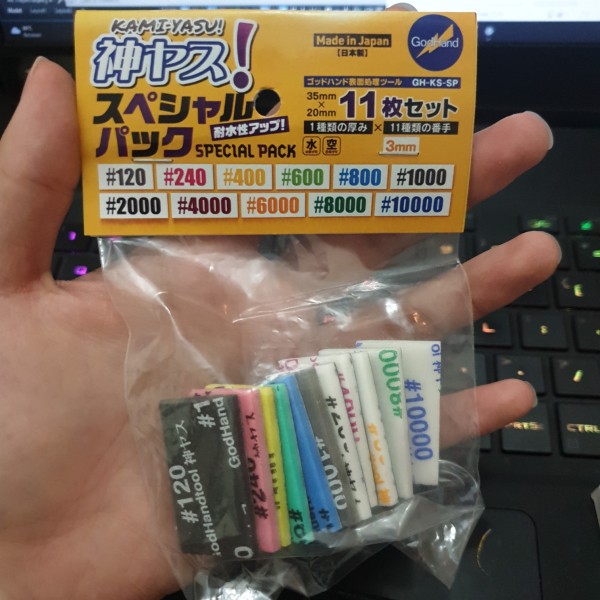 KAMI-YASU!
神ヤス!
スペシャル
パック
耐水性アップ!
SPECIAL PACK
Made in Japan
【日本製】
GodHand
ゴッドハンド表面処理ツール GH-KS-SP
35mm
×
20mm
11枚セット
1種類の厚み × 11種類の番手
水
空
3mm
#120 #240 #400 #600 #800 #1000
#2000 #4000 #6000 #8000 #10000
#120 神ヤス
GodHandtool
GodHand
#1
#240
#8000
#10000
CTRL